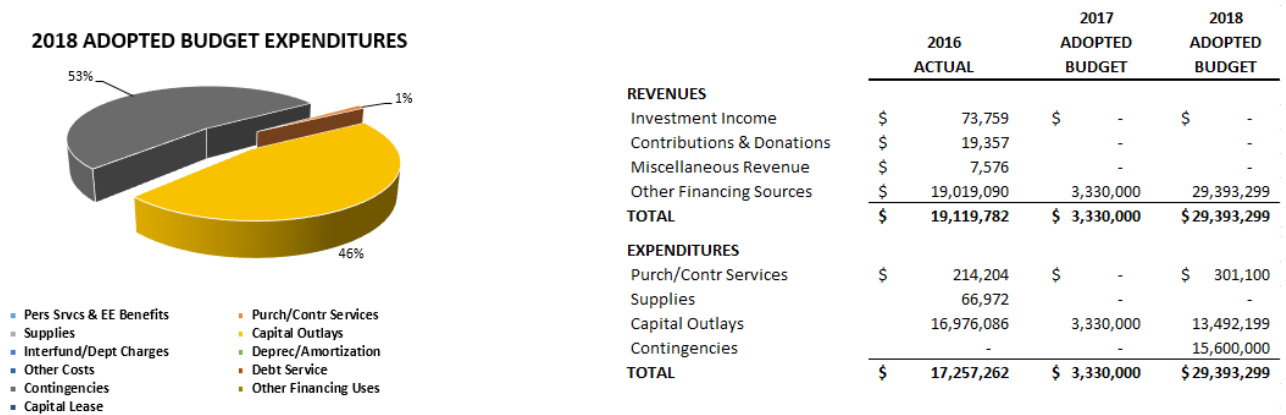 2018 ADOPTED BUDGET EXPENDITURES
53%
1%
46%
Pers Srvcs & EE Benefits Purch/Contr Services
Supplies Capital Outlays
Interfund/Dept Charges Deprec/Amortization
Other Costs Debt Service
Contingencies Other Financing Uses
Capital Lease
2017 2018
2016 ADOPTED ADOPTED
ACTUAL BUDGET BUDGET
REVENUES
Investment Income $ 73,759 $ - $ -
Contributions & Donations $ 19,357 - -
Miscellaneous Revenue $ 7,576 - -
Other Financing Sources $ 19,019,090 3,330,000 29,393,299
TOTAL $ 19,119,782 $ 3,330,000 $29,393,299
EXPENDITURES
Purch/Contr Services $ 214,204 $ - $ 301,100
Supplies 66,972 - -
Capital Outlays 16,976,086 3,330,000 13,492,199
Contingencies - - 15,600,000
TOTAL $ 17,257,262 $ 3,330,000 $29,393,299